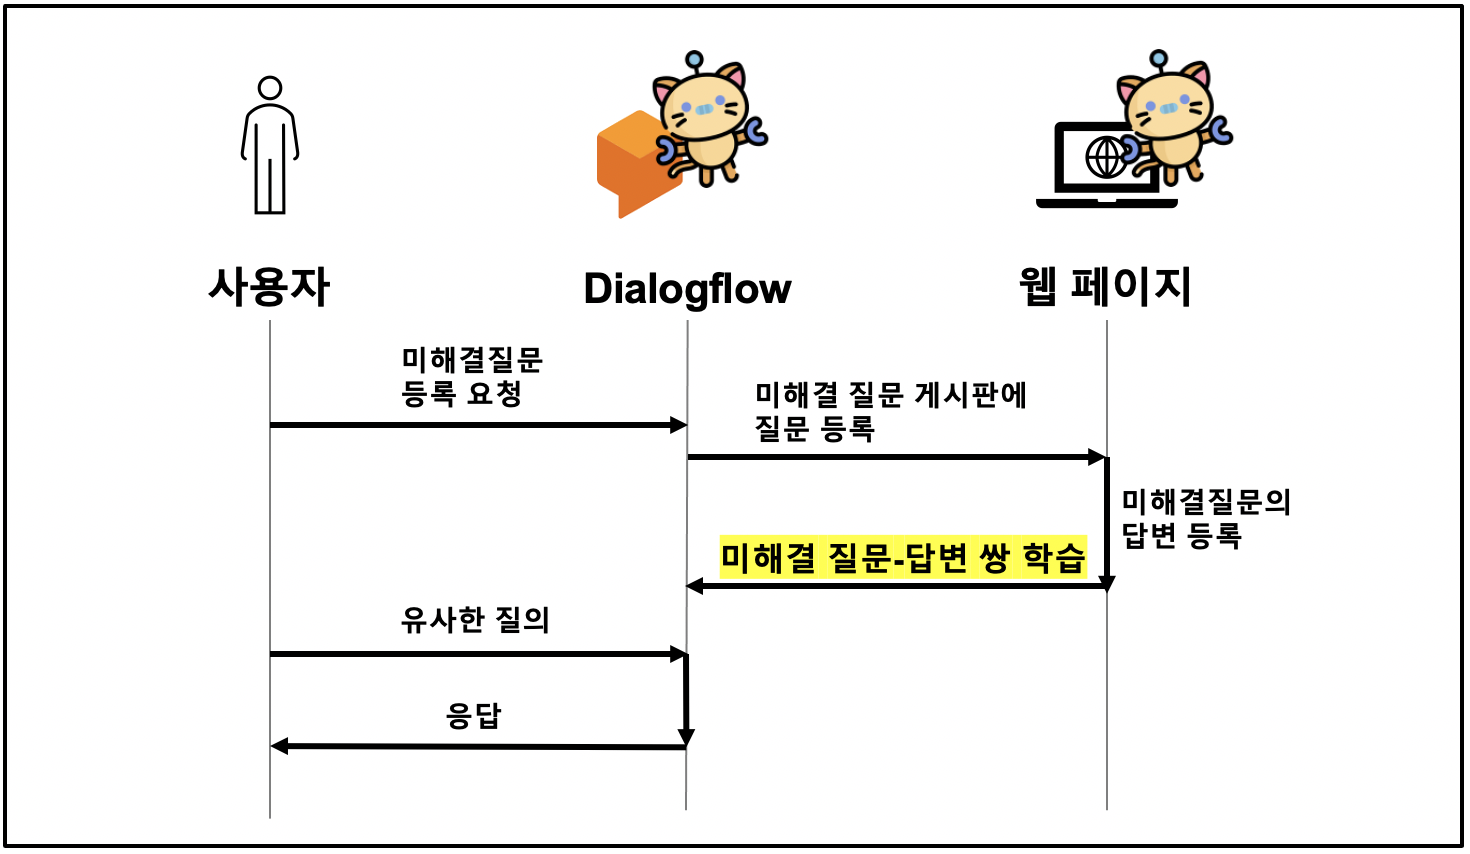 사용자
Dialogflow
웹 페이지
미해결질문
등록 요청
미해결 질문 게시판에
질문 등록
미해결질문의
답변 등록
미해결 질문-답변 쌍 학습
유사한 질의
응답